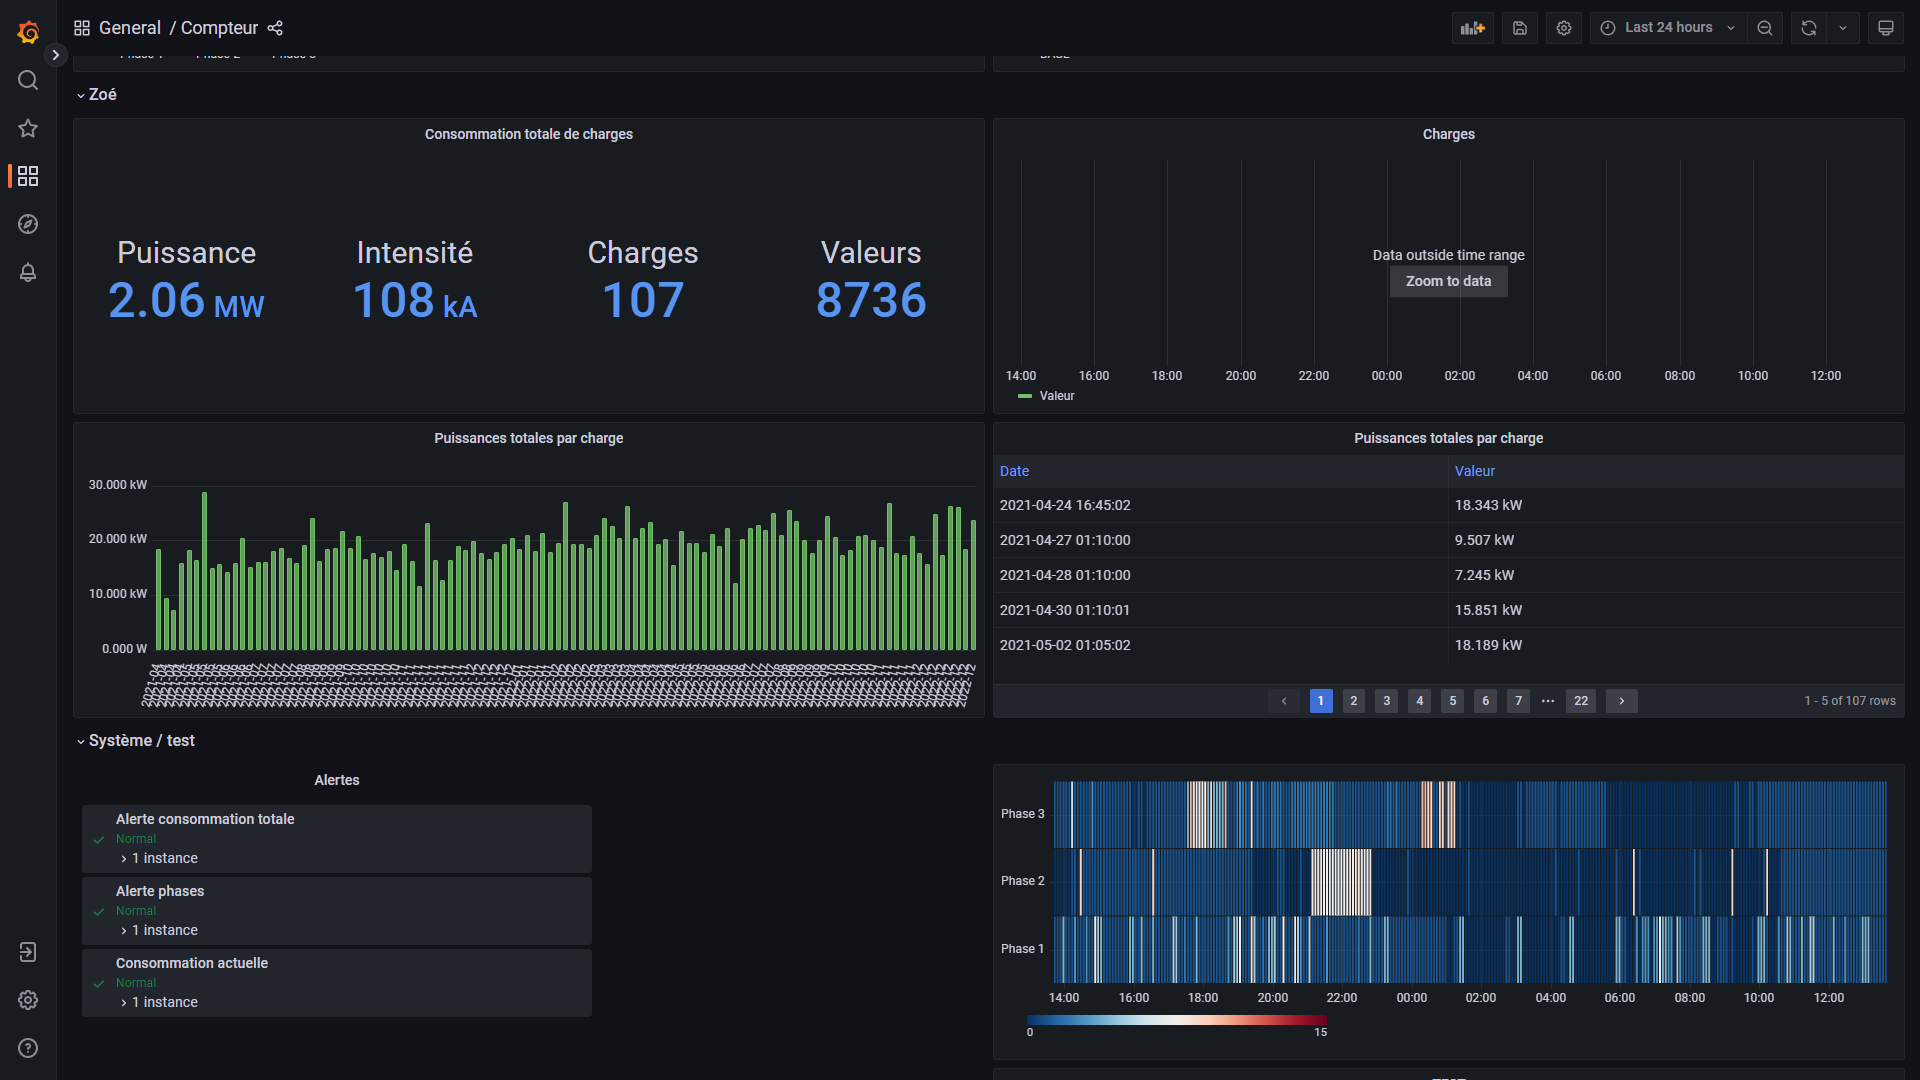 General / Compteur
Last 24 hours
Zoé
Consommation totale de charges
Puissance
2.06 MW
Intensité
108 kA
Charges
107
Valeurs
8736
Charges
Data outside time range
Zoom to data
14:00 16:00 18:00 20:00 22:00 00:00 02:00 04:00 06:00 08:00 10:00 12:00
Valeur
Puissances totales par charge
30.000 kW
20.000 kW
10.000 kW
0.000 W
Puissances totales par charge
Date Valeur
2021-04-24 16:45:02 18.343 kW
2021-04-27 01:10:00 9.507 kW
2021-04-28 01:10:00 7.245 kW
2021-04-30 01:10:01 15.851 kW
2021-05-02 01:05:02 18.189 kW
1 2 3 4 5 6 7 ... 22
1 - 5 of 107 rows
Système / test
Alertes
Alerte consommation totale
Normal
1 instance
Alerte phases
Normal
1 instance
Consommation actuelle
Normal
1 instance
Phase 3
Phase 2
Phase 1
14:00 16:00 18:00 20:00 22:00 00:00 02:00 04:00 06:00 08:00 10:00 12:00
0 15